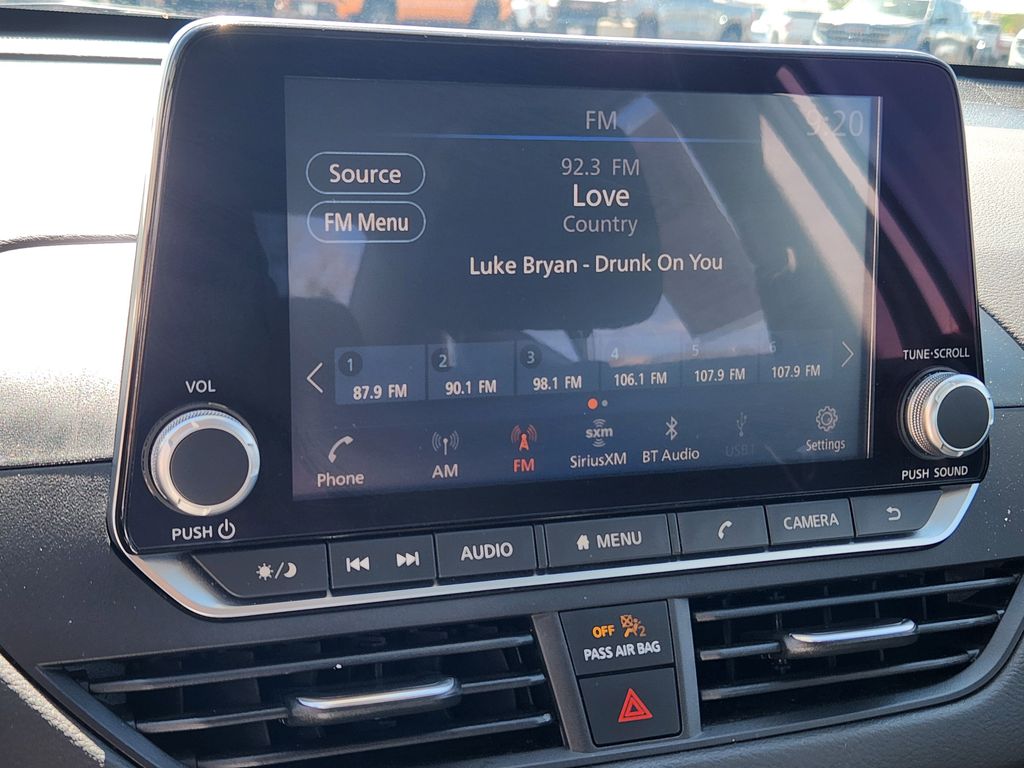 FM
9:20
Source
92.3 FM
Love
FM Menu
Country
Luke Bryan - Drunk On You
1
2
3
4
5
6
87.9 FM
90.1 FM
98.1 FM
106.1 FM
107.9 FM
107.9 FM
Phone
AM
FM
sxm
SiriusXM
BT Audio
USB1
Settings
VOL
PUSH
TUNE·SCROLL
PUSH SOUND
AUDIO
MENU
CAMERA
OFF
2
PASS AIR BAG